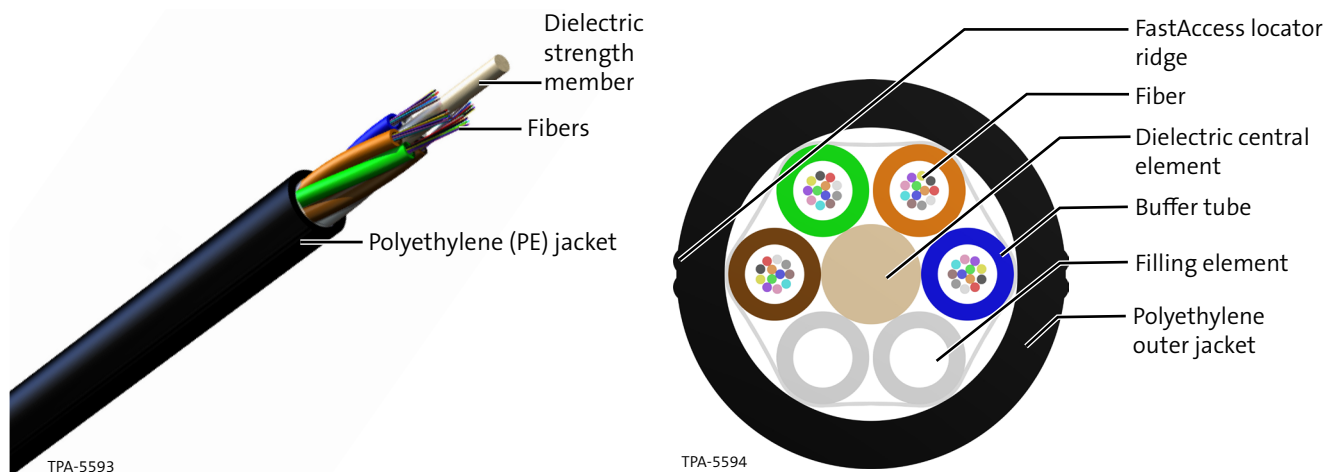 Dielectric
strength
member
Fibers
Polyethylene (PE) jacket
TPA-5593
FastAccess locator
ridge
Fiber
Dielectric central
element
Buffer tube
Filling element
Polyethylene
outer jacket
TPA-5594